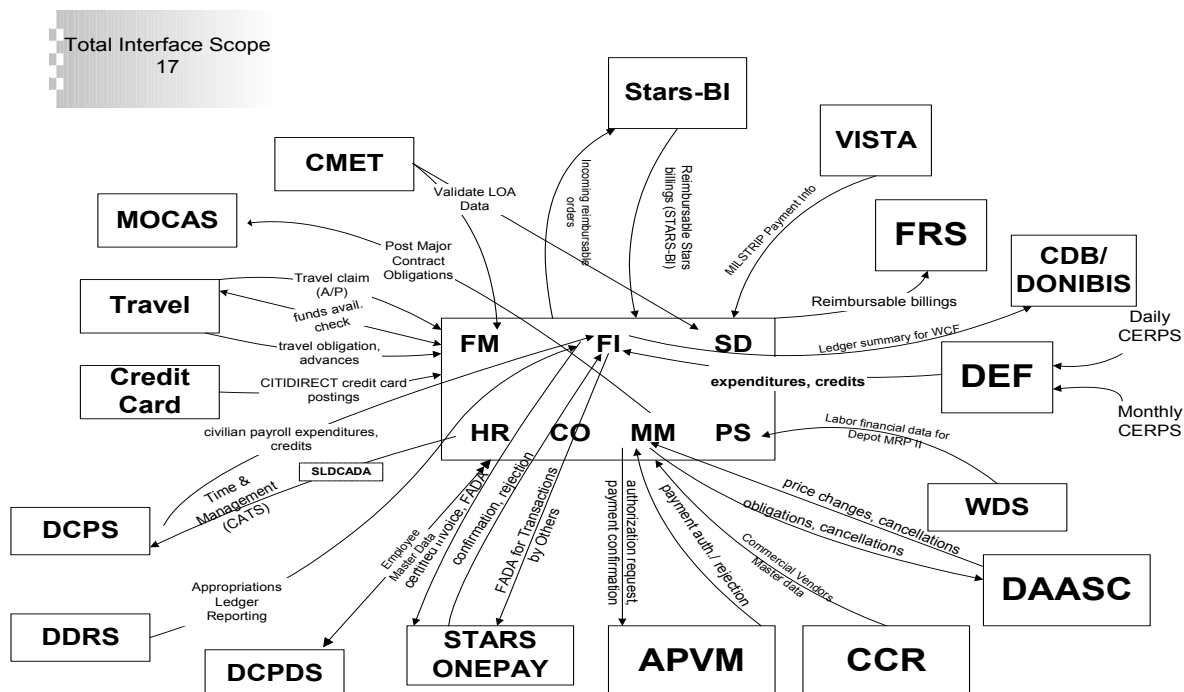 Total Interface Scope
17
Stars-BI
VISTA
CMET
MOCAS
FRS
CDB/
DONIBIS
Validate LOA
Data
Incoming reimbursable
orders
Reimbursable Stars
billings (STARS-BI)
MILSTRIP Payment Info
Post Major
Contract
Obligations
Travel
Travel claim
(A/P)
funds avail.
check
travel obligation,
advances
Reimbursable billings
Ledger summary for WCF
Daily
CERPS
FM
FI
SD
expenditures, credits
DEF
Credit
Card
CITIDIRECT credit card
postings
Monthly
CERPS
civilian payroll expenditures,
credits
HR
CO
MM
PS
Labor financial data for
Depot MRP II
SLDCADA
WDS
DCPS
Time &
Management
(CATS)
Employee
Master Data
certified invoice, FADA
confirmation, rejection
FADA for Transactions
by Others
authorization request,
payment confirmation
payment auth./ rejection
Commercial Vendors
Master data
price changes, cancellations
obligations, cancellations
DAASC
Appropriations
Ledger
Reporting
DDRS
DCPDS
STARS
ONEPAY
APVM
CCR